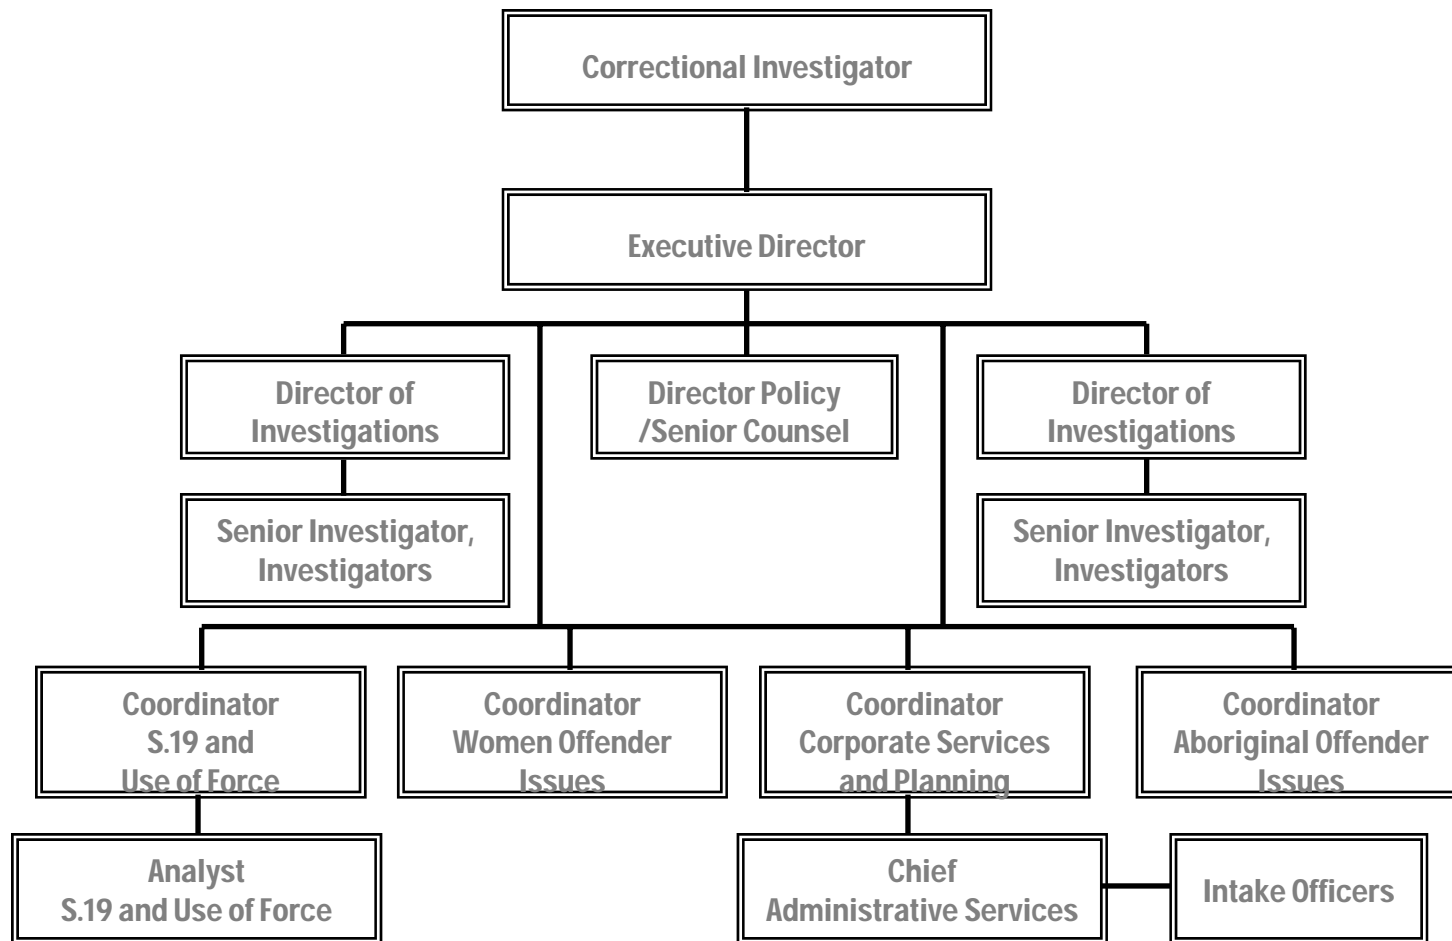 Correctional Investigator
Executive Director
Director of
Investigations
Director Policy
/Senior Counsel
Director of
Investigations
Senior Investigator,
Investigators
Senior Investigator,
Investigators
Coordinator
S.19 and
Use of Force
Coordinator
Women Offender
Issues
Coordinator
Corporate Services
and Planning
Coordinator
Aboriginal Offender
Issues
Analyst
S.19 and Use of Force
Chief
Administrative Services
Intake Officers